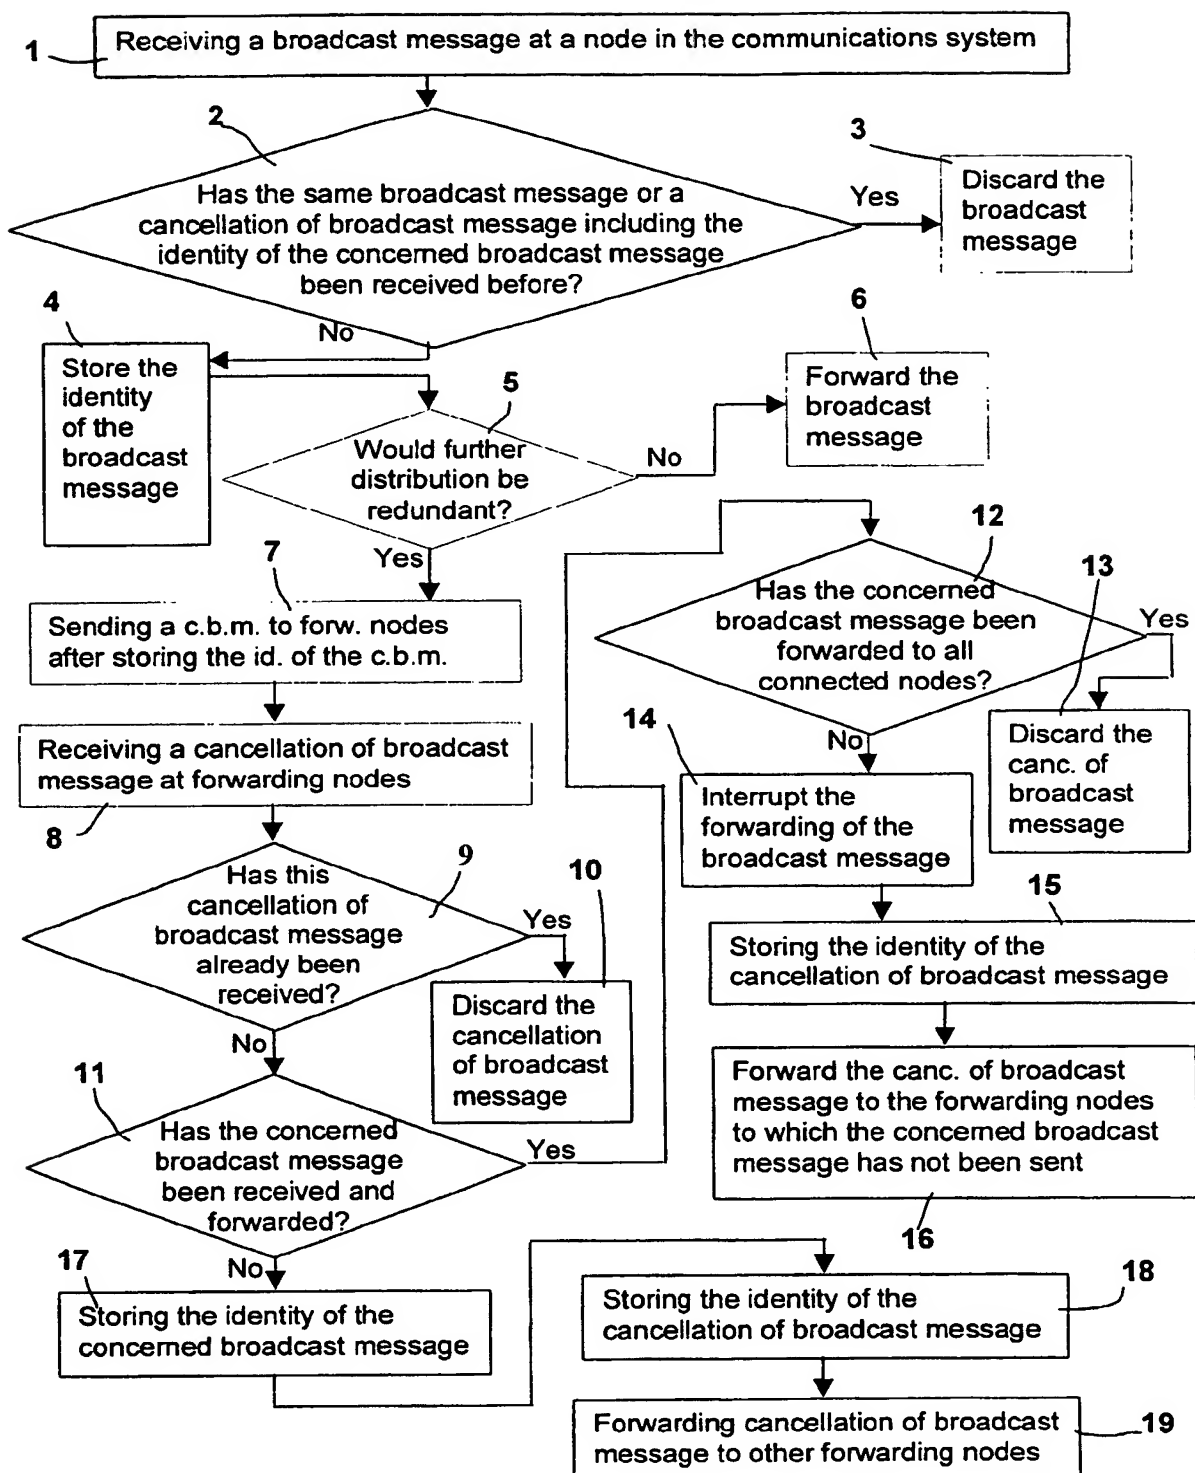 1
Receiving a broadcast message at a node in the communications system
2
Has the same broadcast message or a
cancellation of broadcast message including the
identity of the concerned broadcast message
been received before?
Yes
3
Discard the
broadcast
message
No
4
Store the
identity
of the
broadcast
message
5
Would further
distribution be
redundant?
No
6
Forward the
broadcast
message
Yes
7
Sending a c.b.m. to forw. nodes
after storing the id. of the c.b.m.
Receiving a cancellation of broadcast
message at forwarding nodes
8
9
Has this
cancellation of
broadcast message
already been
received?
Yes
10
Discard the
cancellation
of broadcast
message
No
11
Has the concerned
broadcast message
been received and
forwarded?
Yes
No
12
Has the concerned
broadcast message been
forwarded to all
connected nodes?
Yes
13
Discard the
canc. of
broadcast
message
No
14
Interrupt the
forwarding of the
broadcast message
15
Storing the identity of the
cancellation of broadcast message
Forward the canc. of broadcast
message to the forwarding nodes
to which the concerned broadcast
message has not been sent
16
17
Storing the identity of the
concerned broadcast message
18
Storing the identity of the
cancellation of broadcast message
Forwarding cancellation of broadcast
message to other forwarding nodes
19